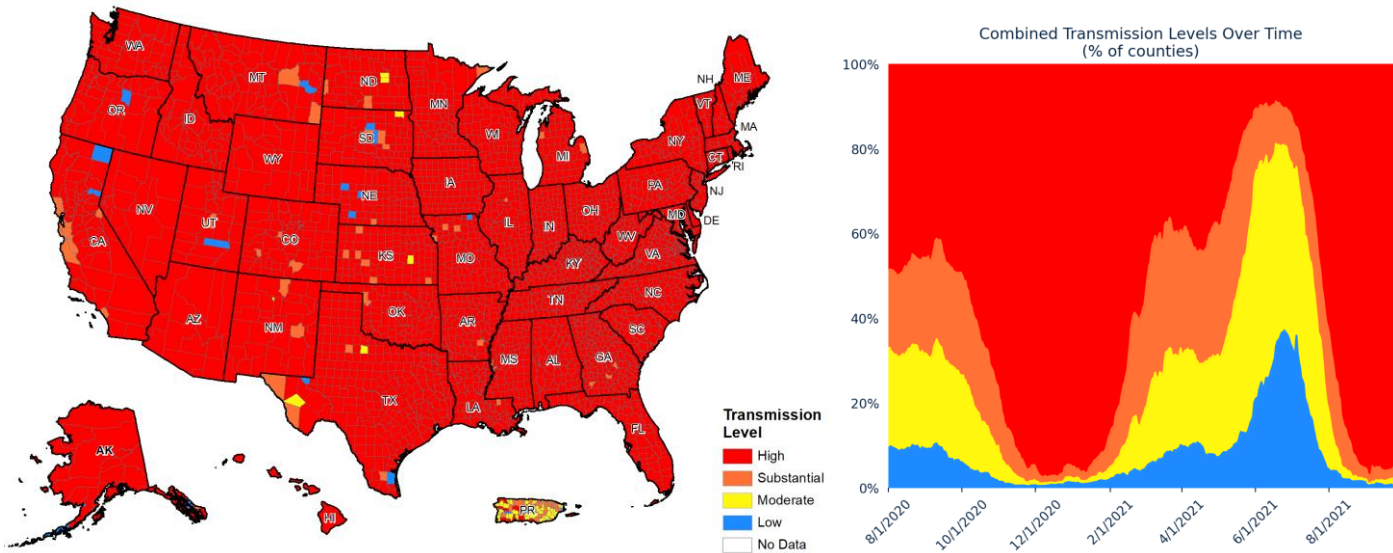 WA
MT
ND
MN
OR
ID
SD
WI
MI
NH
VT
ME
NY
MA
CT
RI
WY
NE
IA
PA
NJ
NV
UT
CO
IL
IN
OH
MD
DE
CA
KS
MO
WV
VA
KY
AZ
NM
OK
AR
TN
NC
SC
MS
AL
GA
TX
LA
FL
AK
HI
PR
Transmission
Level
High
Substantial
Moderate
Low
No Data
Combined Transmission Levels Over Time
(% of counties)
100%
80%
60%
40%
20%
0%
8/1/2020
10/1/2020
12/1/2020
2/1/2021
4/1/2021
6/1/2021
8/1/2021